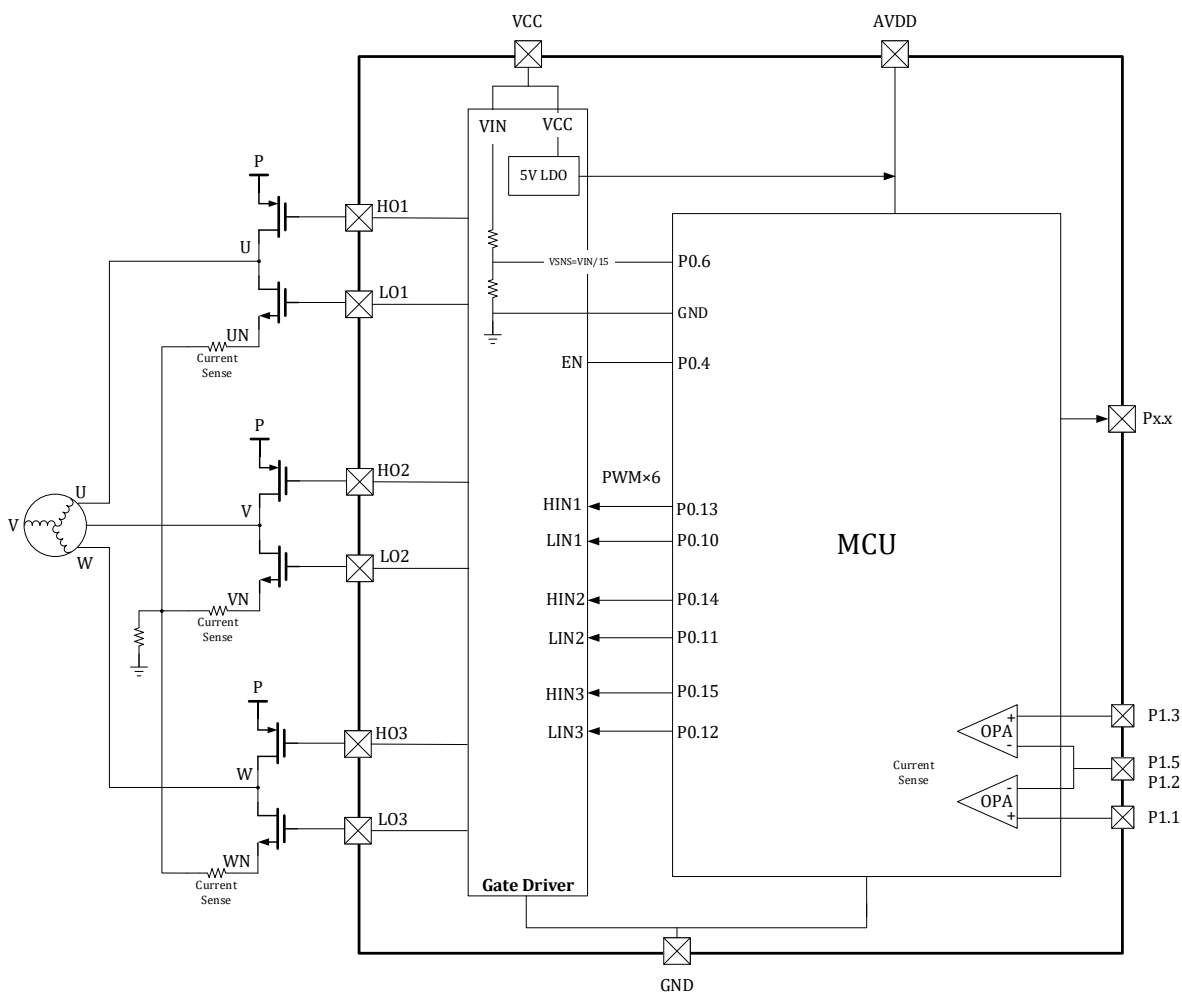 VCC
AVDD
VIN
VCC
5V LDO
P
HO1
U
VSNS=VIN/15
P0.6
LO1
GND
UN
Current
Sense
EN
P0.4
Px.x
P
HO2
PWM×6
U
HIN1
P0.13
V
V
LIN1
P0.10
MCU
W
LO2
HIN2
P0.14
VN
Current
Sense
LIN2
P0.11
P
HIN3
P0.15
HO3
LIN3
P0.12
+
OPA
-
P1.3
W
Current
Sense
P1.5
P1.2
-
OPA
+
P1.1
LO3
WN
Current
Sense
Gate Driver
GND